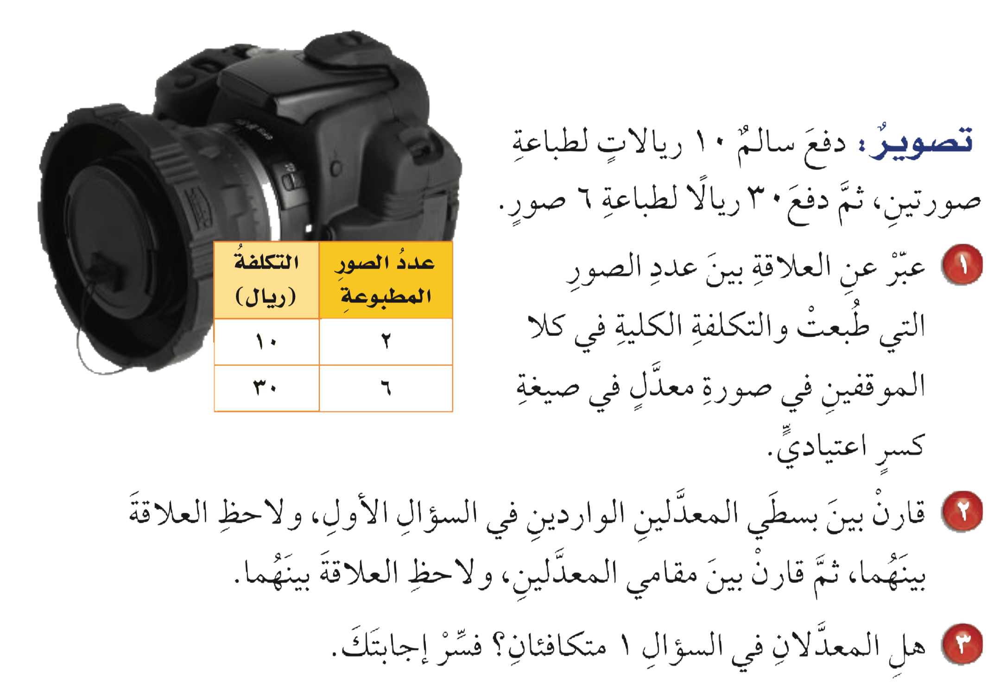 تصويرٌ: دفعَ سالمٌ ١٠ ريالاتٍ لطباعةِ
صورتينِ، ثمَّ دفعَ ٣٠ ريالًا لطباعةِ ٦ صورٍ.
١ عبّرْ عنِ العلاقةِ بينَ عددِ الصورِ
التي طُبعتْ والتكلفةِ الكليةِ في كلا
الموقفينِ في صورةِ معدَّلٍ في صيغةِ
كسرٍ اعتياديٍّ.
عددُ الصورِ التكلفةُ
المطبوعةِ (ريال)
٢ ١٠
٦ ٣٠
٢ قارنْ بينَ بسطَي المعدَّلينِ الواردينِ في السؤالِ الأولِ، ولاحظِ العلاقةَ
بينَهُما، ثمَّ قارنْ بينَ مقامي المعدَّلينِ، ولاحظِ العلاقةَ بينَهُما.
٣ هلِ المعدَّلانِ في السؤالِ ١ متكافئانِ؟ فسِّرْ إجابتَكَ.